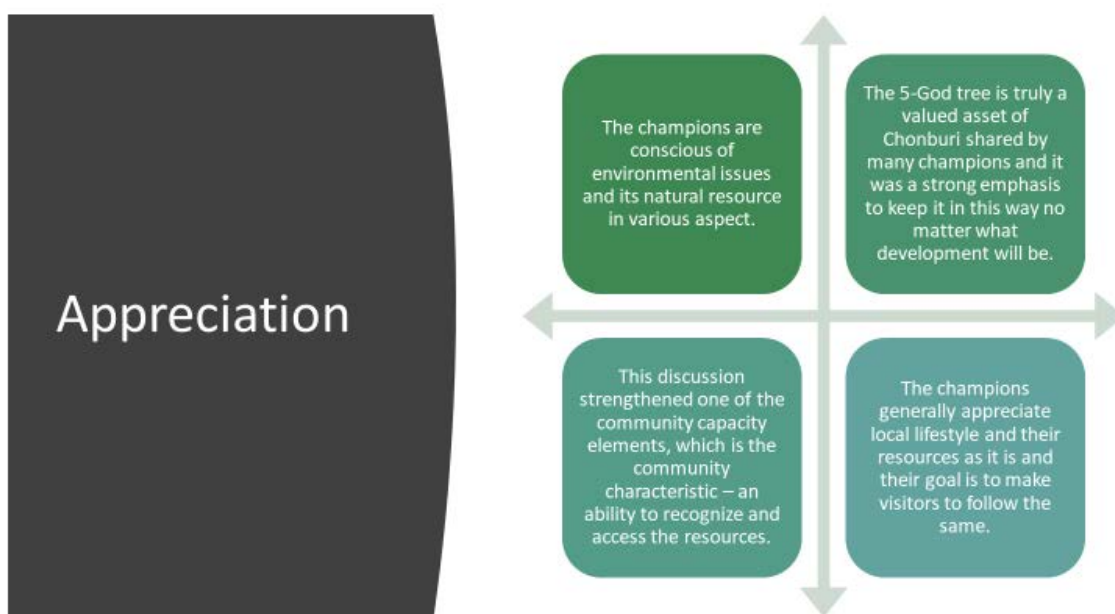 Appreciation
The champions are
conscious of
environmental issues
and its natural resource
in various aspect.
The 5-God tree is truly a
valued asset of
Chonburi shared by
many champions and it
was a strong emphasis
to keep it in this way no
matter what
development will be.
This discussion
strengthened one of the
community capacity
elements, which is the
community
characteristic – an
ability to recognize and
access the resources.
The champions
generally appreciate
local lifestyle and their
resources as it is and
their goal is to make
visitors to follow the
same.